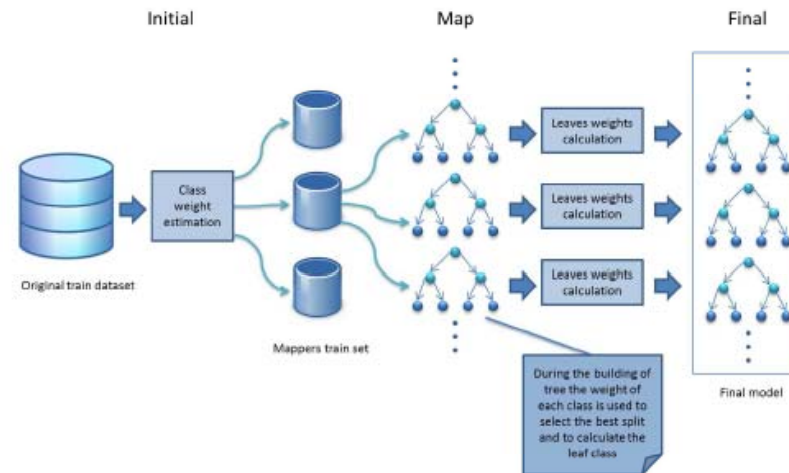 Initial
Map
Final
Class
weight
estimation
Original train dataset
Mappers train set
Leaves weights
calculation
Leaves weights
calculation
Leaves weights
calculation
During the building of
tree the weight of
each class is used to
select the best split
and to calculate the
leaf class
Final model